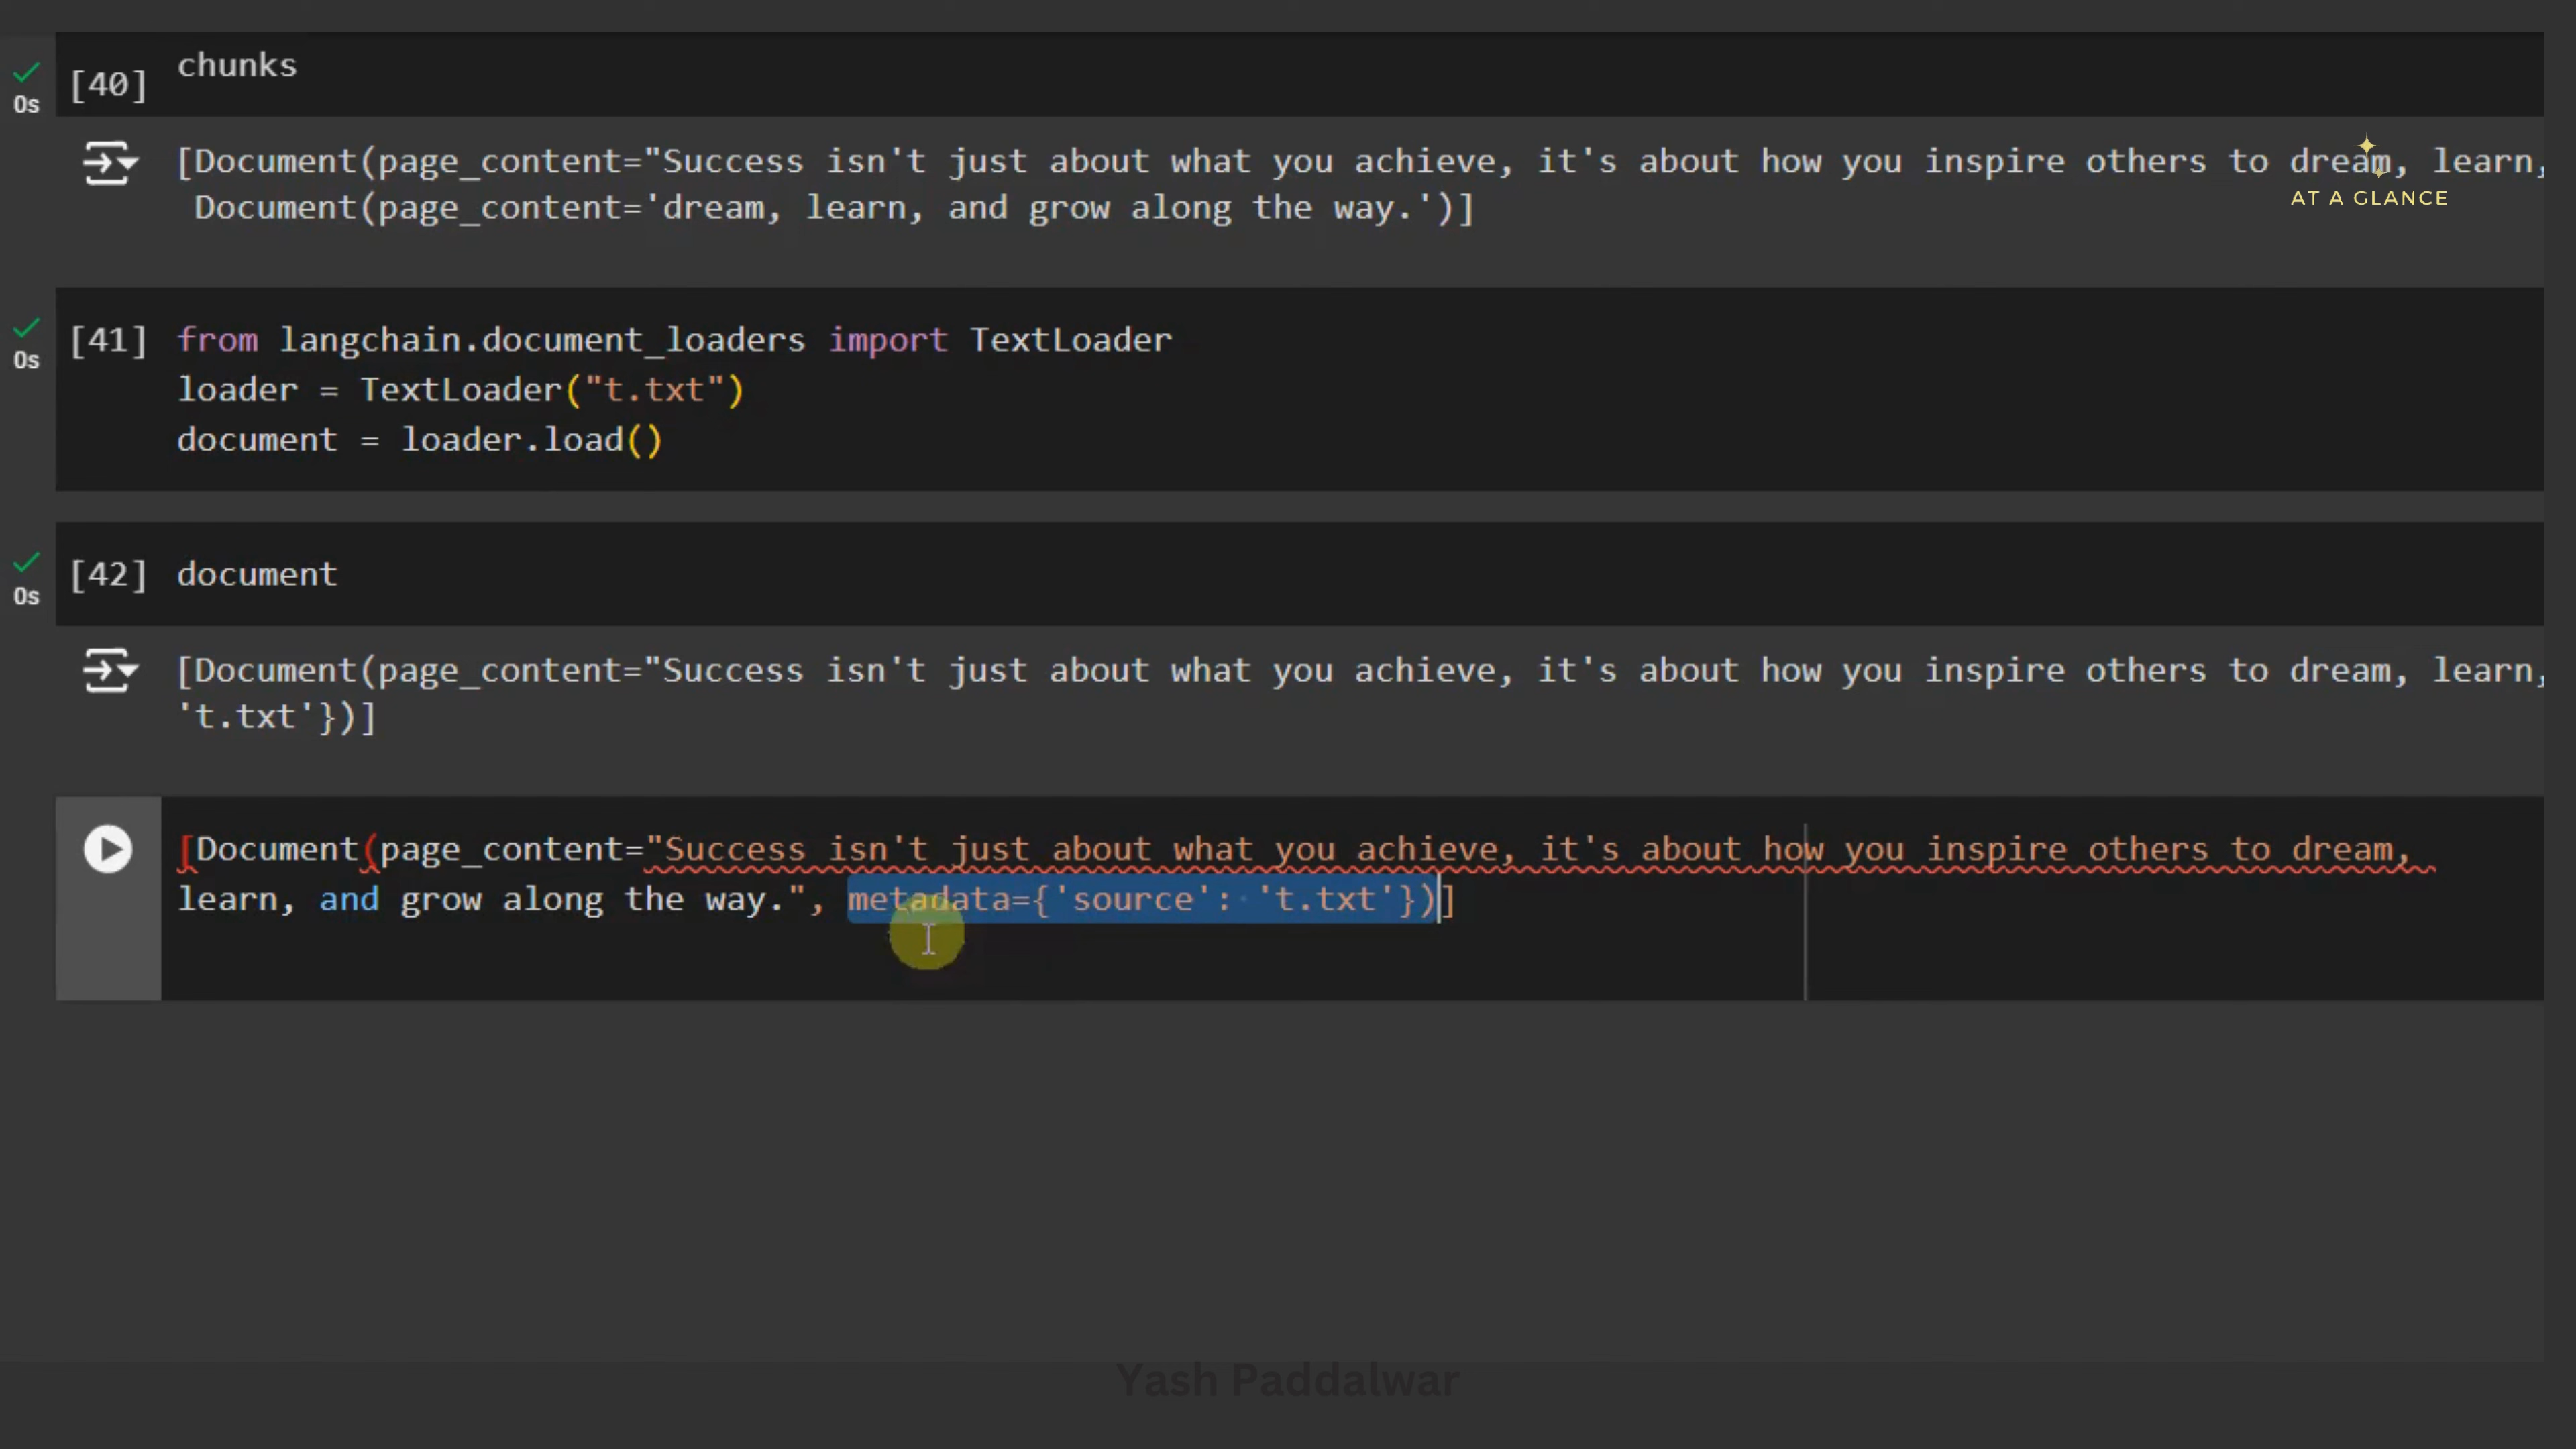 chunks
[40]
0s
[Document(page_content="Success isn't just about what you achieve, it's about how you inspire others to dream, learn,
Document(page_content='dream, learn, and grow along the way.')]
AT A GLANCE
[41] from langchain.document_loaders import TextLoader
0s
loader = TextLoader("t.txt")
document = loader.load()
[42] document
0s
[Document(page_content="Success isn't just about what you achieve, it's about how you inspire others to dream, learn,
't.txt'})]
[Document(page_content="Success isn't just about what you achieve, it's about how you inspire others to dream,
learn, and grow along the way.", metadata={'source': 't.txt'})]
Yash Paddalwar